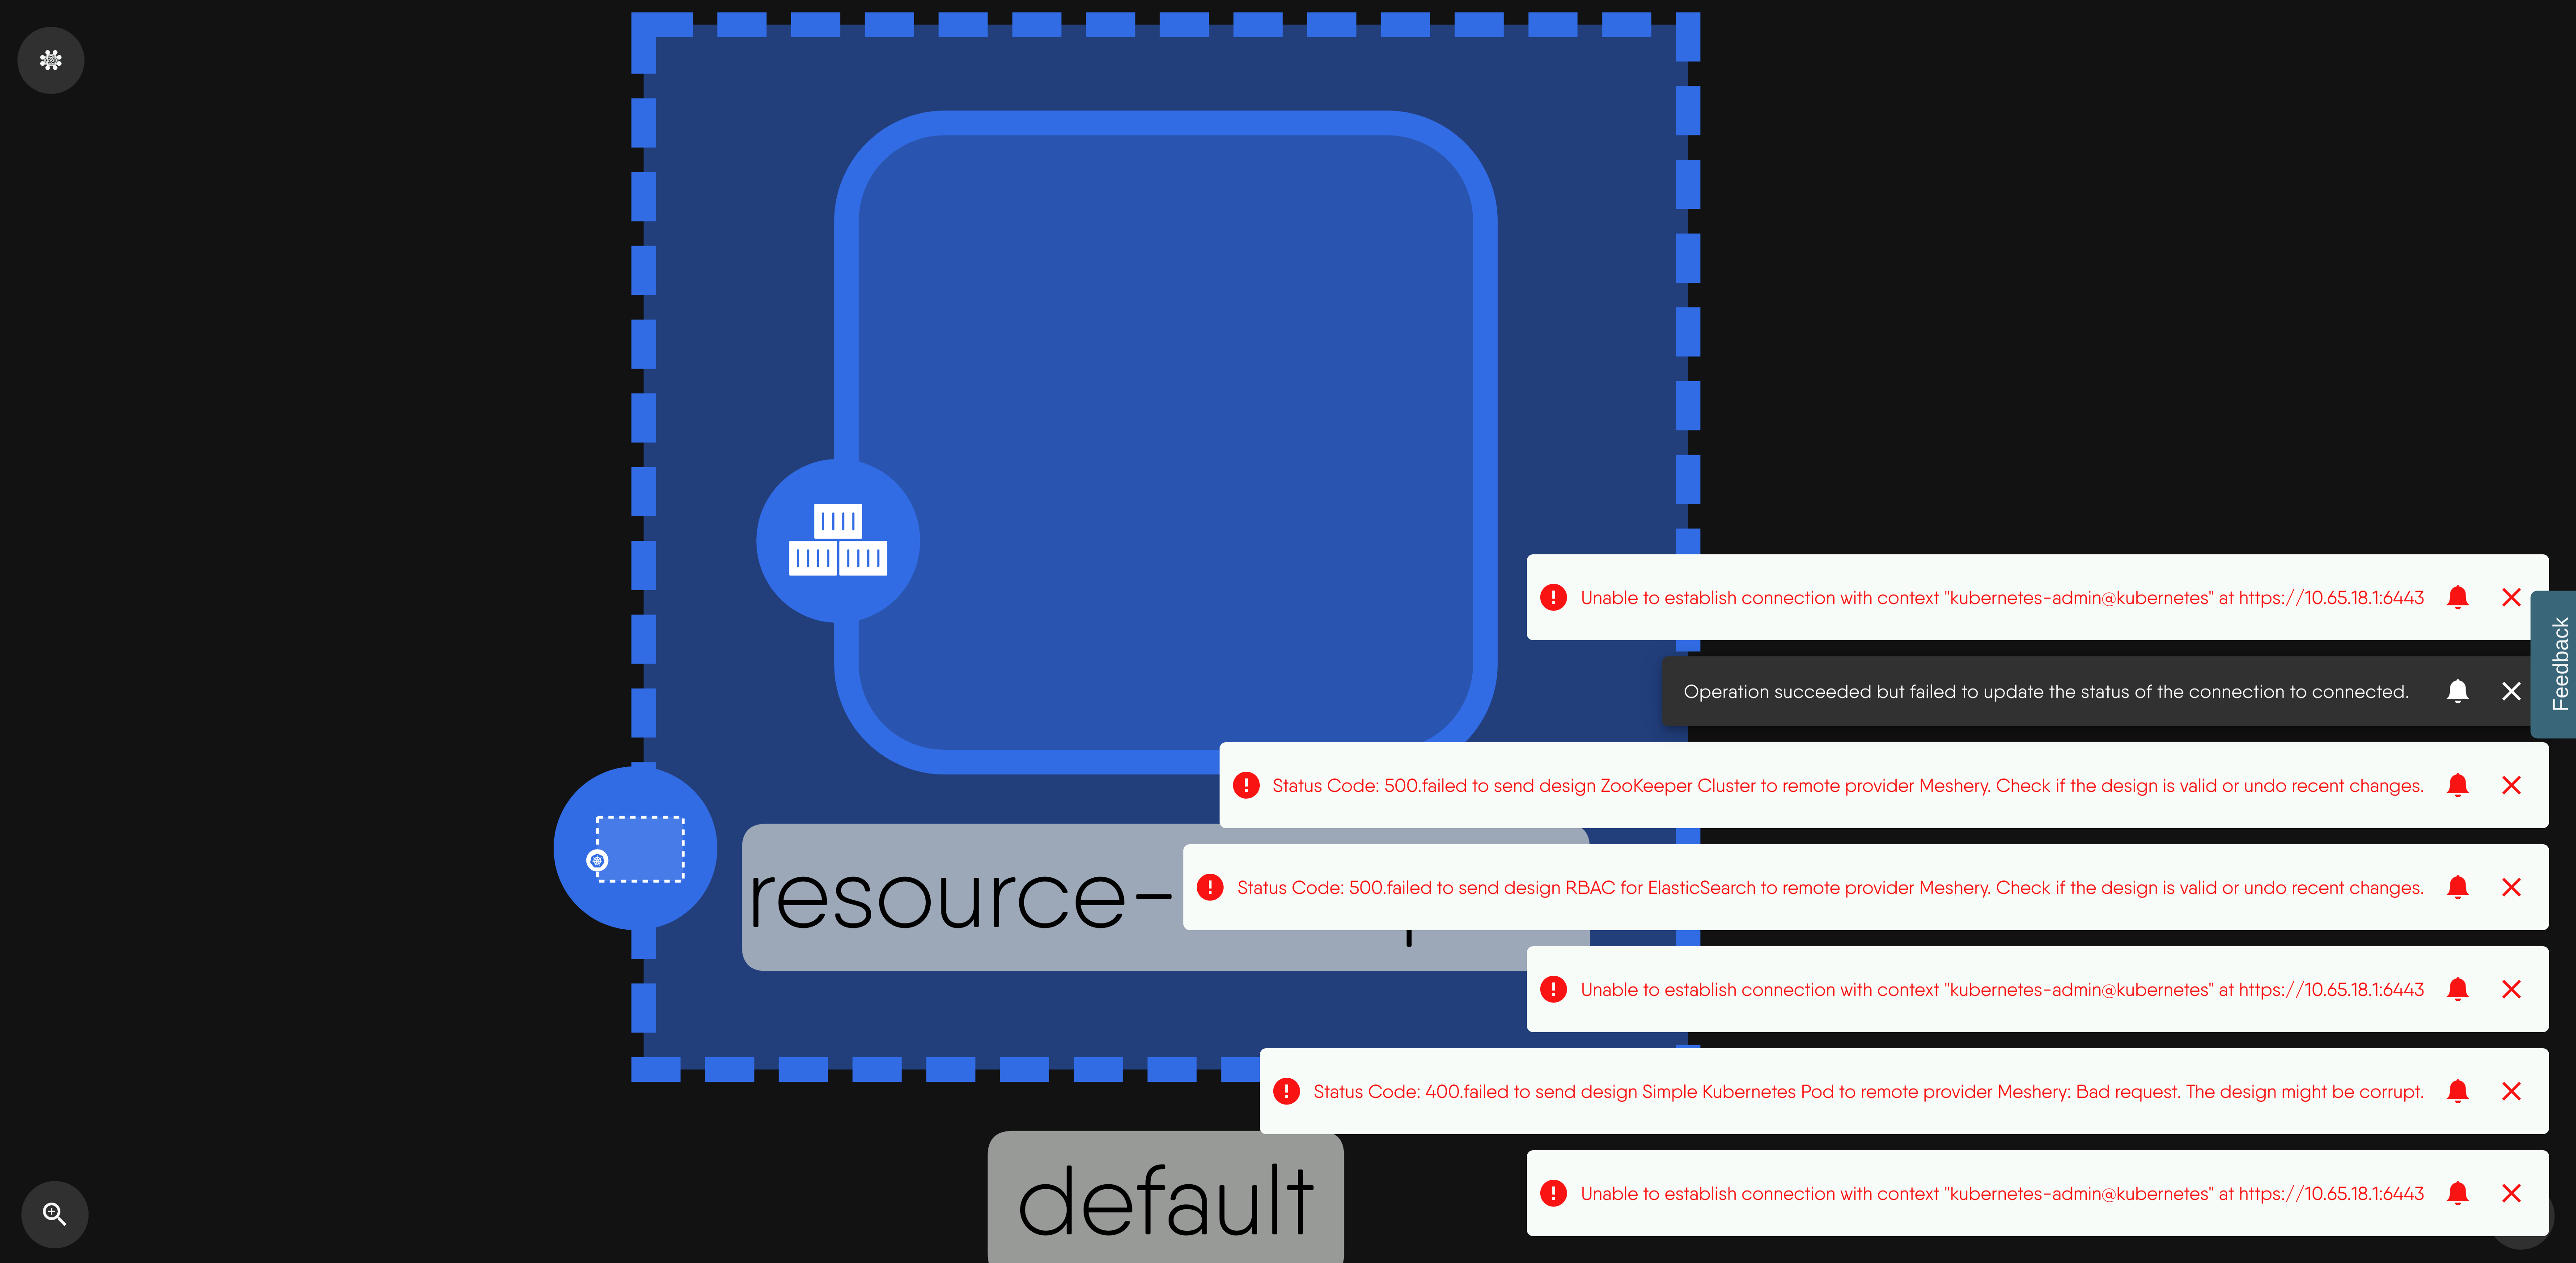 Unable to establish connection with context "kubernetes-admin@kubernetes" at https://10.65.18.1:6443
Feedback
Operation succeeded but failed to update the status of the connection to connected.
Status Code: 500.failed to send design ZooKeeper Cluster to remote provider Meshery. Check if the design is valid or undo recent changes.
resource-
Status Code: 500.failed to send design RBAC for ElasticSearch to remote provider Meshery. Check if the design is valid or undo recent changes.
Unable to establish connection with context "kubernetes-admin@kubernetes" at https://10.65.18.1:6443
Status Code: 400.failed to send design Simple Kubernetes Pod to remote provider Meshery: Bad request. The design might be corrupt.
default
Unable to establish connection with context "kubernetes-admin@kubernetes" at https://10.65.18.1:6443